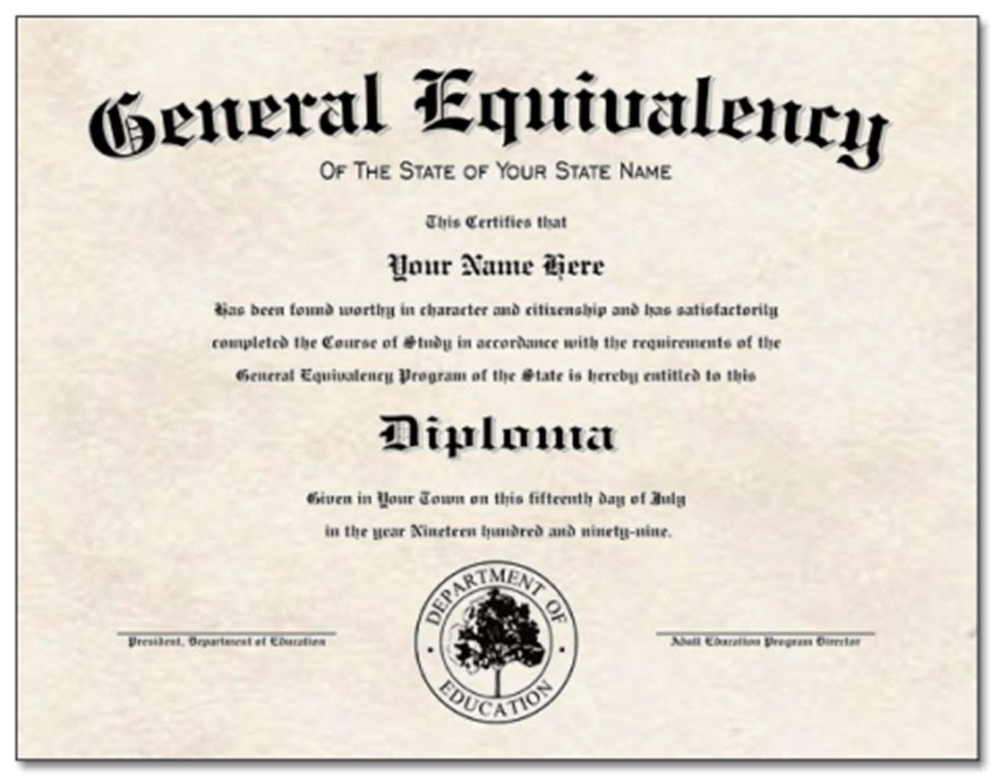 General Equivalency
OF THE STATE OF YOUR STATE NAME
This Certifies that
Your Name Here
Has been found worthy in character and citizenship and has satisfactorily
completed the Course of Study in accordance with the requirements of the
General Equivalency Program of the State is hereby entitled to this
Diploma
Given in Your Town on this fifteenth day of July
in the year Nineteen hundred and ninety-nine.
DEPARTMENT OF
EDUCATION
President, Department of Education
Adult Education Program Director